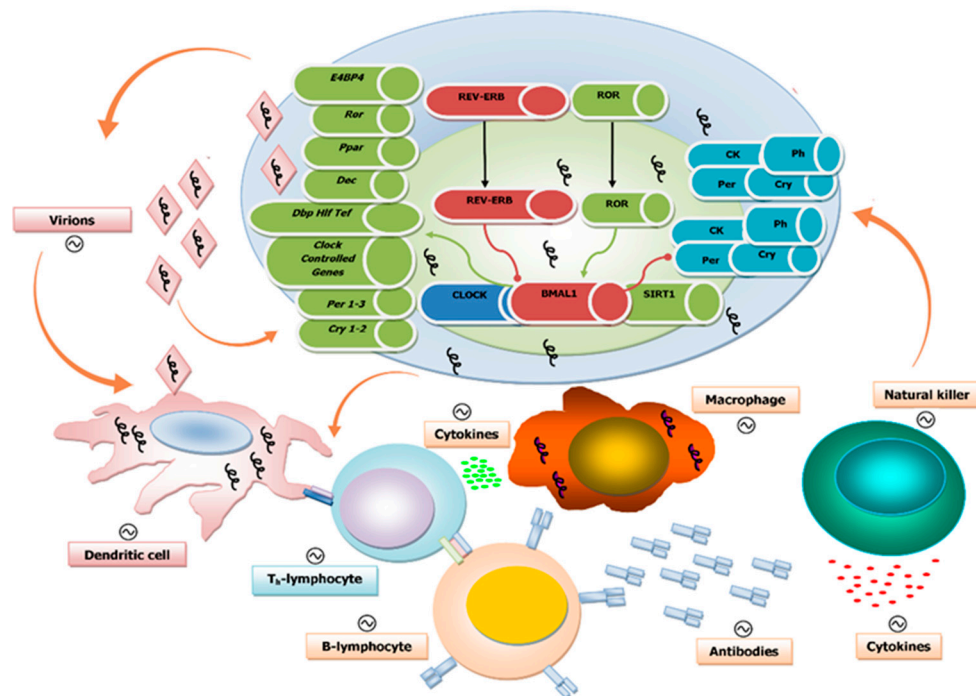 E4BP4
Ror
Ppar
Dec
Dbp Hlf Tef
Clock
Controlled
Genes
Per 1-3
Cry 1-2
REV-ERB
ROR
REV-ERB
ROR
CLOCK
BMAL1
SIRT1
CK
Ph
Per
Cry
CK
Ph
Per
Cry
Virions
Cytokines
Macrophage
Natural killer
Dendritic cell
Th-lymphocyte
B-lymphocyte
Antibodies
Cytokines